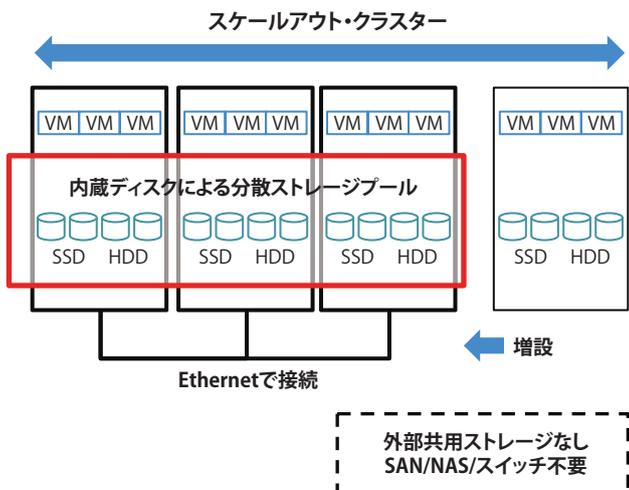 スケールアウト・クラスター
VM VM VM VM VM VM VM VM VM VM VM VM
内蔵ディスクによる分散ストレージプール
SSD HDD SSD HDD SSD HDD SSD HDD
増設
Ethernetで接続
外部共用ストレージなし
SAN/NAS/スイッチ不要